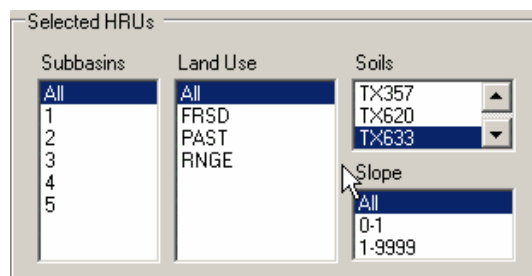 Selected HRUs
Subbasins
All
1
2
3
4
5
Land Use
All
FRSD
PAST
RNGE
Soils
TX357
TX620
TX633
Slope
All
0-1
1-9999